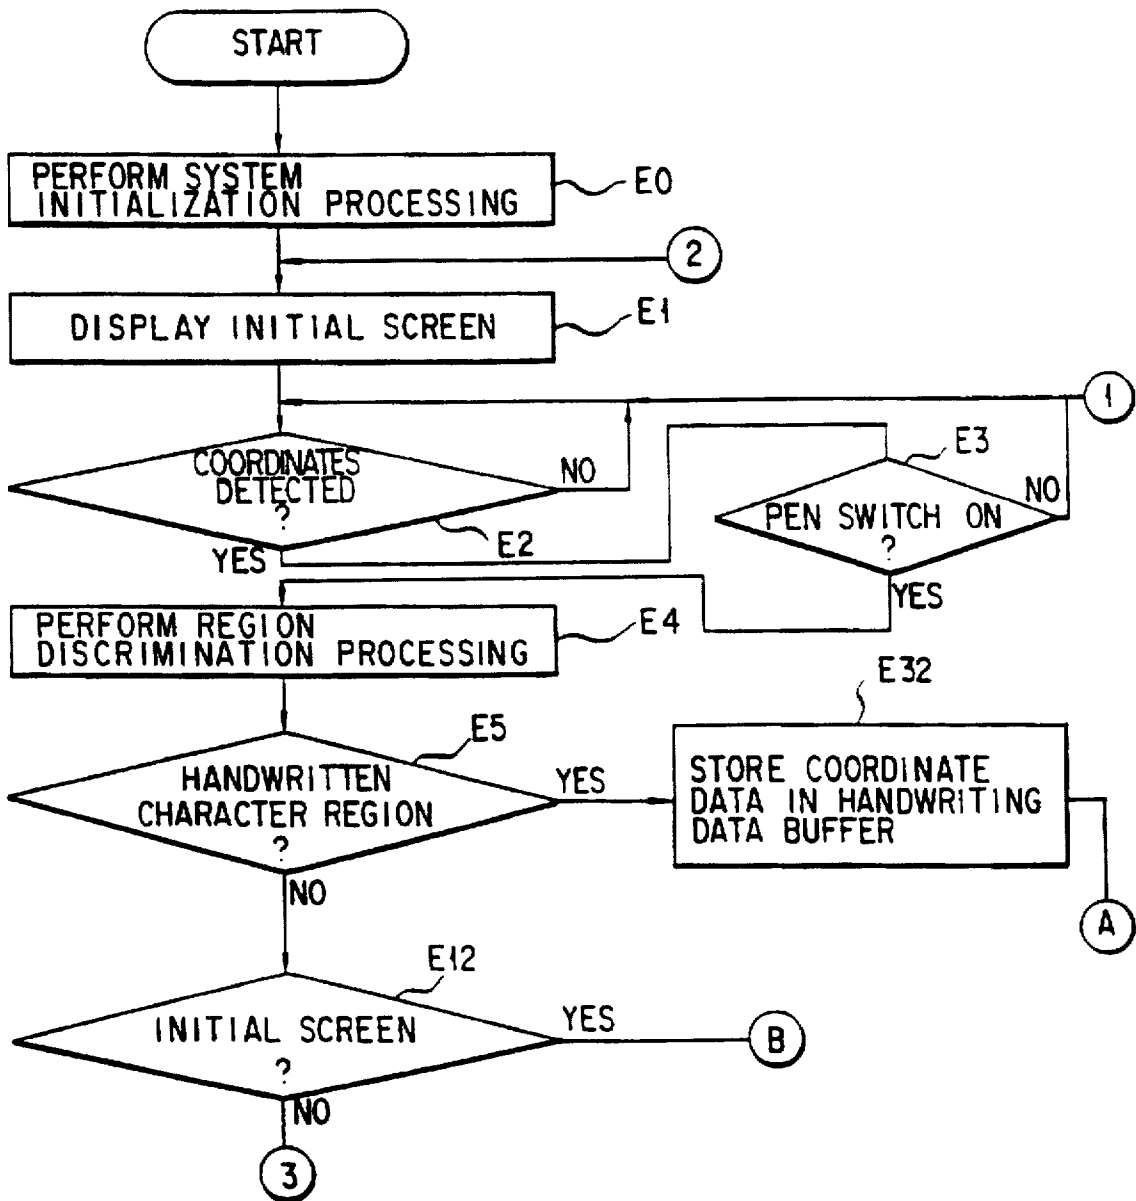 START
PERFORM SYSTEM
INITIALIZATION PROCESSING
E0
2
DISPLAY INITIAL SCREEN
E1
1
COORDINATES
DETECTED
?
NO
E2
YES
E3
PEN SWITCH ON
?
NO
YES
PERFORM REGION
DISCRIMINATION PROCESSING
E4
E5
HANDWRITTEN
CHARACTER REGION
?
YES
NO
E32
STORE COORDINATE
DATA IN HANDWRITING
DATA BUFFER
A
E12
INITIAL SCREEN
?
YES
B
NO
3